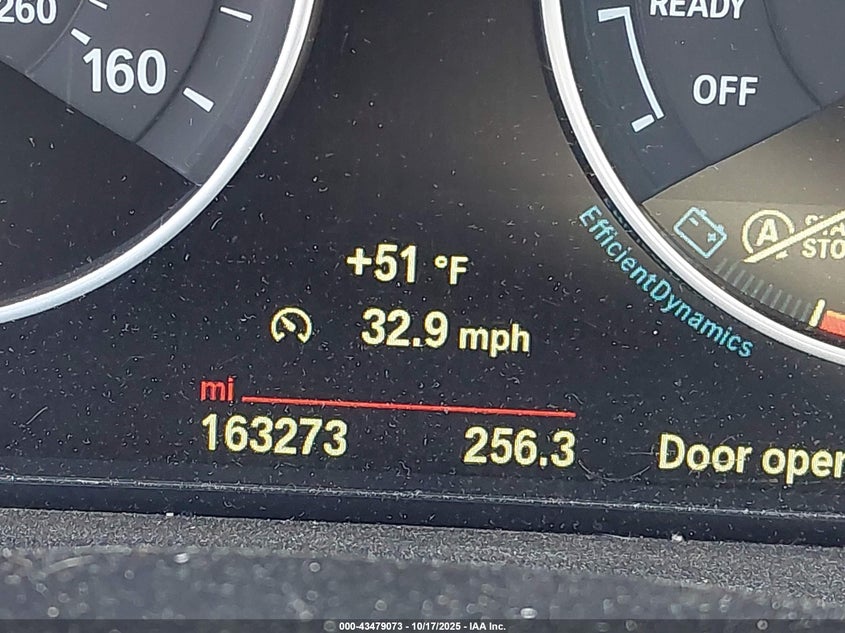 260
160
READY
OFF
A
EfficientDynamics
+51 °F
32.9 mph
mi
163273 256.3 Door open
000-43479073 - 10/17/2025 - IAA Inc.